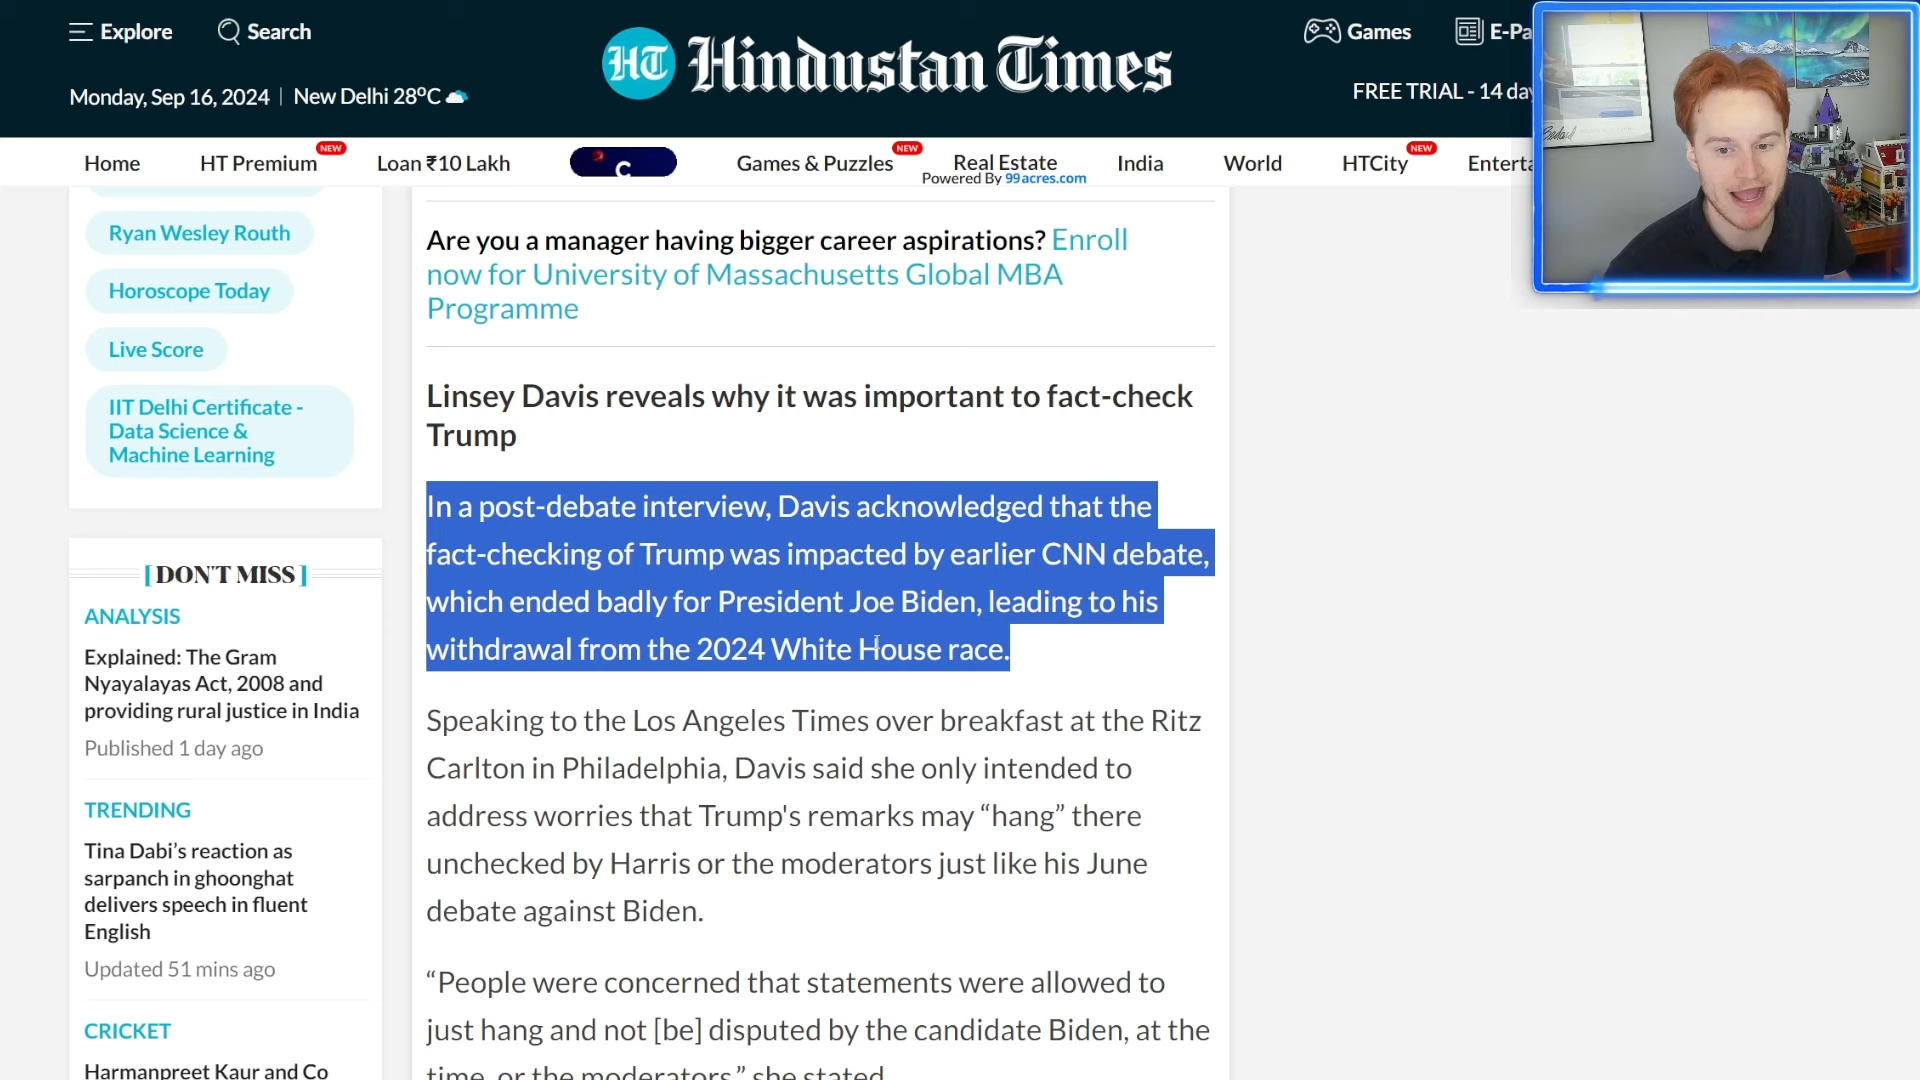 Explore
Search
HT
Hindustan Times
Games
E-Pa
Monday, Sep 16, 2024
New Delhi 28ºC
FREE TRIAL - 14 day
Home
HT Premium
NEW
Loan ₹10 Lakh
C
Games & Puzzles
NEW
Real Estate
Powered By 99acres.com
India
World
HTCity
NEW
Enterta
Ryan Wesley Routh
Horoscope Today
Live Score
IIT Delhi Certificate -
Data Science &
Machine Learning
[DON'T MISS]
ANALYSIS
Explained: The Gram
Nyayalayas Act, 2008 and
providing rural justice in India
Published 1 day ago
TRENDING
Tina Dabi’s reaction as
sarpanch in ghoonghat
delivers speech in fluent
English
Updated 51 mins ago
CRICKET
Harmanpreet Kaur and Co
Are you a manager having bigger career aspirations? Enroll
now for University of Massachusetts Global MBA
Programme
Linsey Davis reveals why it was important to fact-check
Trump
In a post-debate interview, Davis acknowledged that the
fact-checking of Trump was impacted by earlier CNN debate,
which ended badly for President Joe Biden, leading to his
withdrawal from the 2024 White House race.
Speaking to the Los Angeles Times over breakfast at the Ritz
Carlton in Philadelphia, Davis said she only intended to
address worries that Trump's remarks may “hang” there
unchecked by Harris or the moderators just like his June
debate against Biden.
“People were concerned that statements were allowed to
just hang and not [be] disputed by the candidate Biden, at the
time, or the moderators,” she stated.